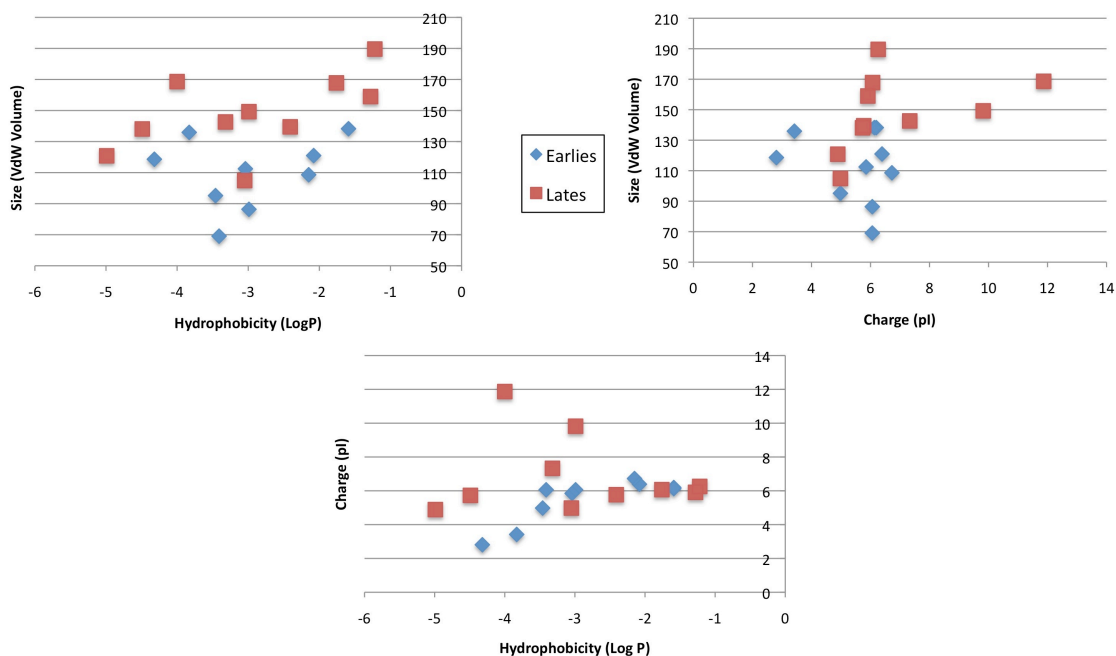 210
190
170
150
130
110
90
70
50
-6 -5 -4 -3 -2 -1 0
Size (VdW Volume)
Hydrophobicity (LogP)
Earlies
Lates
210
190
170
150
130
110
90
70
50
0 2 4 6 8 10 12 14
Size (VdW Volume)
Charge (pI)
14
12
10
8
6
4
2
0
-6 -5 -4 -3 -2 -1 0
Charge (pI)
Hydrophobicity (Log P)